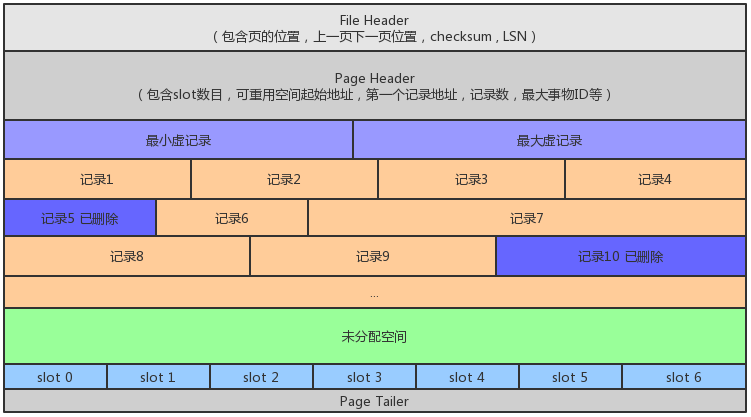 File Header
(包含页的位置，上一页下一页位置，checksum , LSN )
Page Header
(包含slot数目，可重用空间起始地址，第一个记录地址，记录数，最大事物ID等 )
最小虚记录
最大虚记录
记录1
记录2
记录3
记录4
记录5 已删除
记录6
记录7
记录8
记录9
记录10 已删除
...
未分配空间
slot 0
slot 1
slot 2
slot 3
slot 4
slot 5
slot 6
Page Tailer